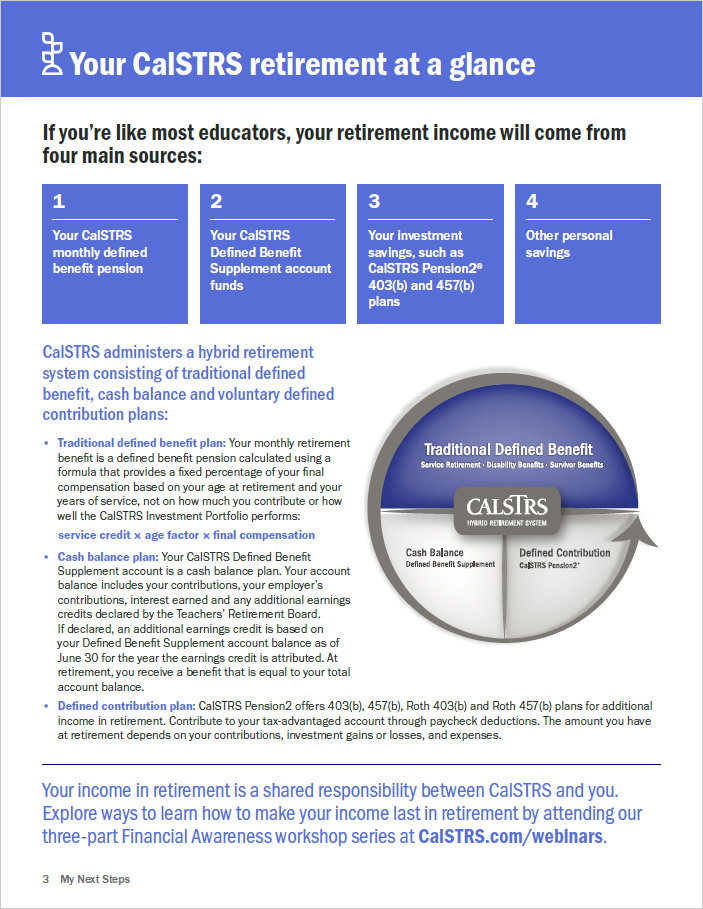 Your CalSTRS retirement at a glance
If you’re like most educators, your retirement income will come from
four main sources:
1
Your CalSTRS
monthly defined
benefit pension
2
Your CalSTRS
Defined Benefit
Supplement account
funds
3
Your investment
savings, such as
CalSTRS Pension2®
403(b) and 457(b)
plans
4
Other personal
savings
CalSTRS administers a hybrid retirement
system consisting of traditional defined
benefit, cash balance and voluntary defined
contribution plans:
• Traditional defined benefit plan: Your monthly retirement
benefit is a defined benefit pension calculated using a
formula that provides a fixed percentage of your final
compensation based on your age at retirement and your
years of service, not on how much you contribute or how
well the CalSTRS Investment Portfolio performs:
service credit × age factor × final compensation
• Cash balance plan: Your CalSTRS Defined Benefit
Supplement account is a cash balance plan. Your account
balance includes your contributions, your employer’s
contributions, interest earned and any additional earnings
credits declared by the Teachers’ Retirement Board.
If declared, an additional earnings credit is based on
your Defined Benefit Supplement account balance as of
June 30 for the year the earnings credit is attributed. At
retirement, you receive a benefit that is equal to your total
account balance.
Traditional Defined Benefit
Service Retirement · Disability Benefits · Survivor Benefits
CALSTRS
HYBRID RETIREMENT SYSTEM
Cash Balance
Defined Benefit Supplement
Defined Contribution
CalSTRS Pension2®
• Defined contribution plan: CalSTRS Pension2 offers 403(b), 457(b), Roth 403(b) and Roth 457(b) plans for additional
income in retirement. Contribute to your tax-advantaged account through paycheck deductions. The amount you have
at retirement depends on your contributions, investment gains or losses, and expenses.
Your income in retirement is a shared responsibility between CalSTRS and you.
Explore ways to learn how to make your income last in retirement by attending our
three-part Financial Awareness workshop series at CalSTRS.com/webinars.
3 My Next Steps